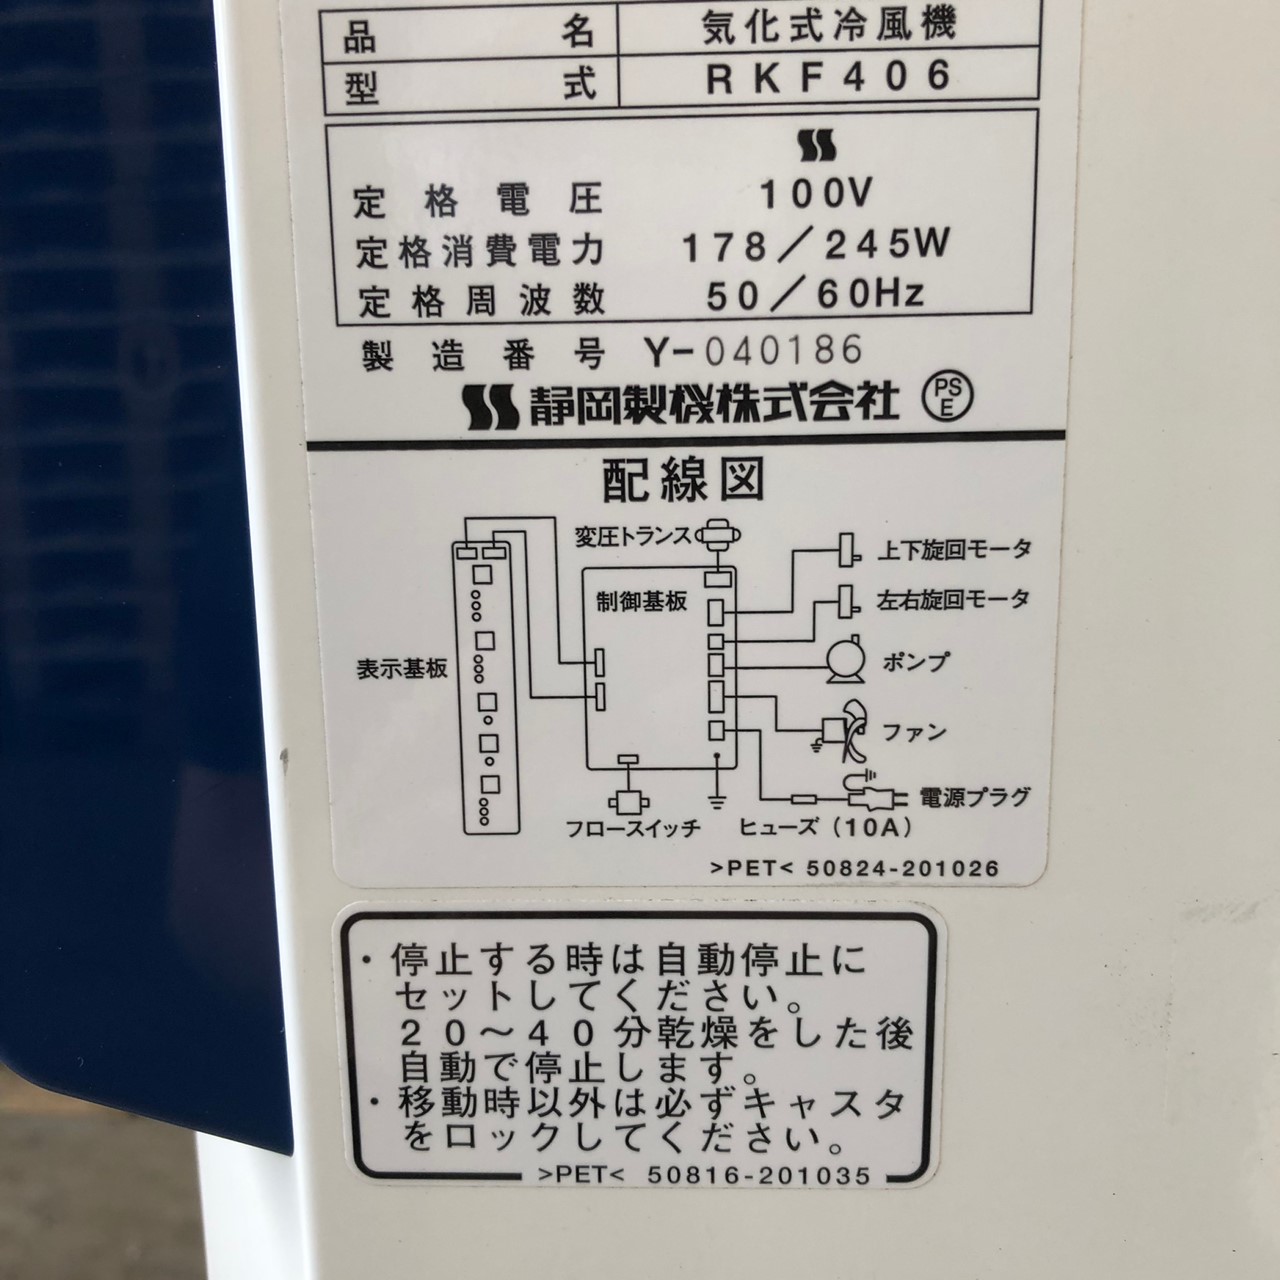 品名 気化式冷風機
型式 RKF406
定格電圧 100V
定格消費電力 178／245W
定格周波数 50／60Hz
製造番号 Y-040186
静岡製機株式会社 PSE
配線図
変圧トランス
上下旋回モータ
制御基板
左右旋回モータ
表示基板
ポンプ
ファン
電源プラグ
フロースイッチ
ヒューズ（10A）
>PET< 50824-201026
・停止する時は自動停止に
セットしてください。
20～40分乾燥をした後
自動で停止します。
・移動時以外は必ずキャスタ
をロックしてください。
>PET< 50816-201035